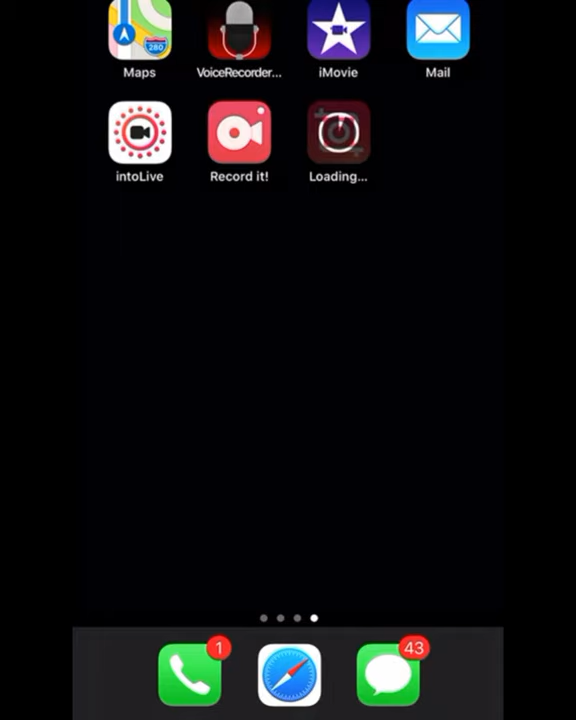 280
Maps
VoiceRecorder...
iMovie
Mail
intoLive
Record it!
Loading...
1
43